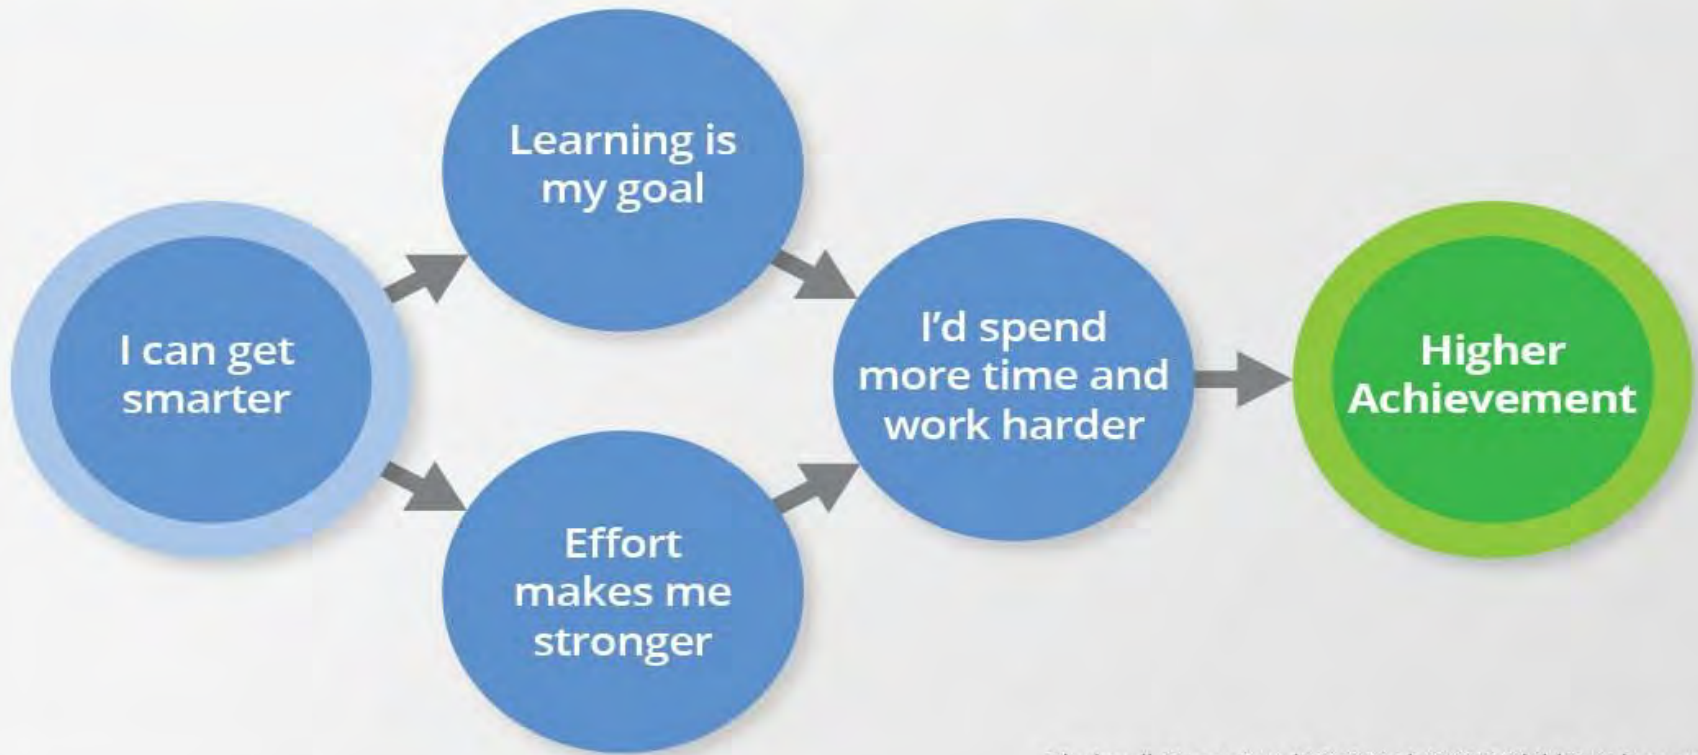 Learning is
my goal
I can get
smarter
I'd spend
more time and
work harder
Higher
Achievement
Effort
makes me
stronger